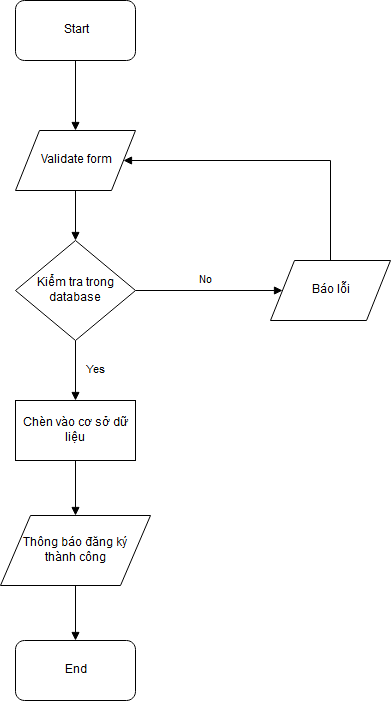 Start
Validate form
Kiểm tra trong
database
No
Báo lỗi
Yes
Chèn vào cơ sở dữ
liệu
Thông báo đăng ký
thành công
End